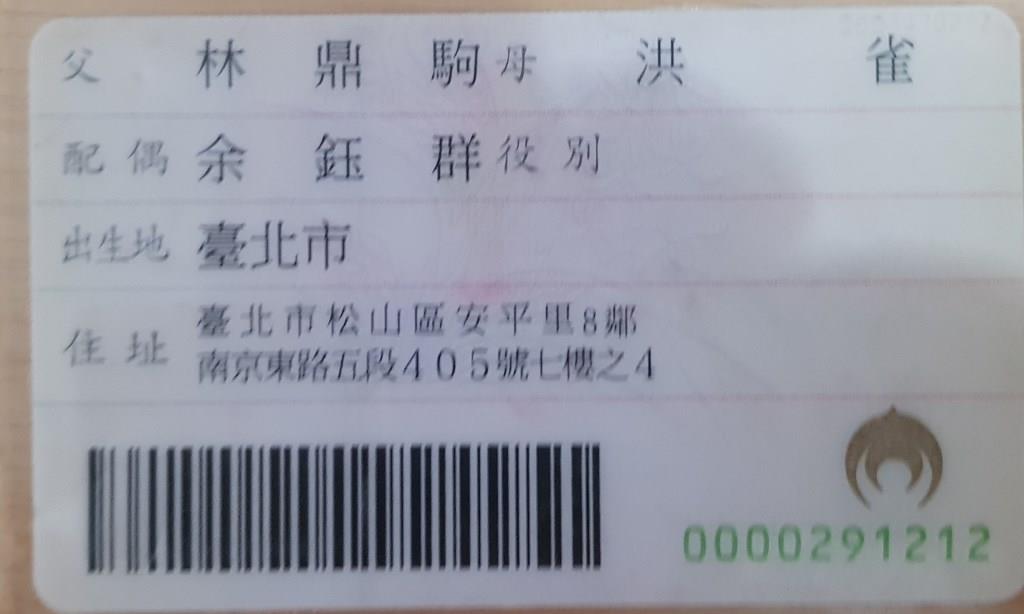 父 林鼎駒 母 洪雀
配偶 余鈺群 役別
出生地 臺北市
住址 臺北市松山區安平里8鄰
南京東路五段405號七樓之4
0000291212